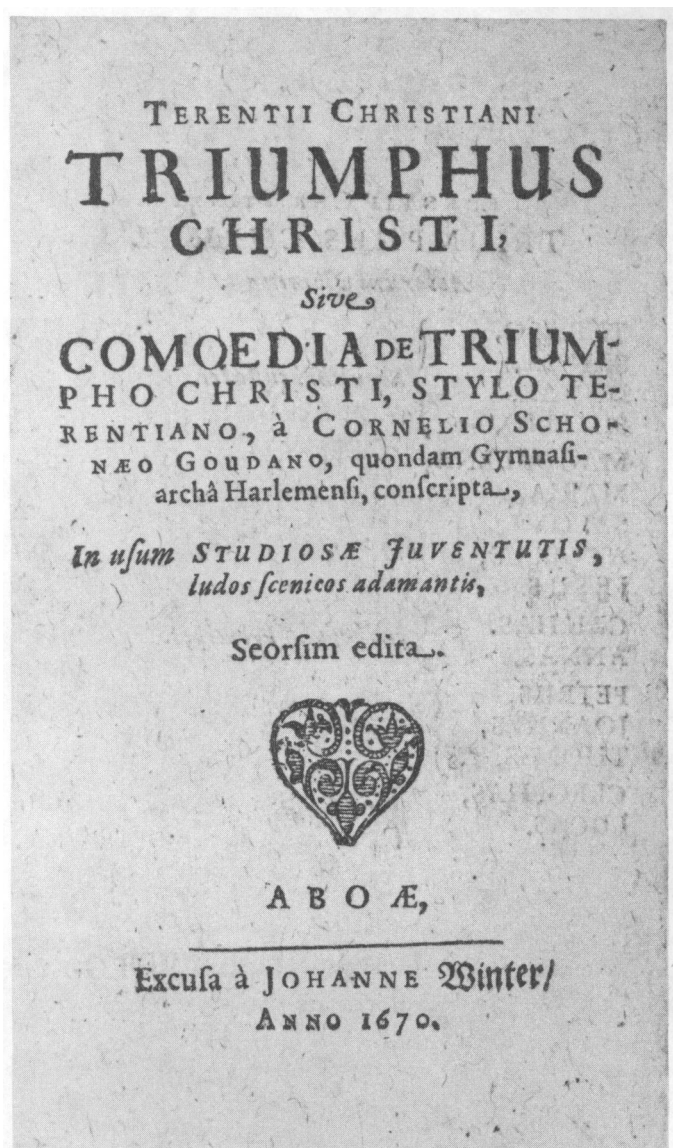 TERENTII CHRISTIANI
TRIUMPHUS
CHRISTI,
Sive
COMOEDIA DE TRIUM-
PHO CHRISTI, STYLO TE-
RENTIANO, à CORNELIO SCHO-
NÆO GOUDANO, quondam Gymnaſi-
archâ Harlemenſi, conſcripta,
In uſum STUDIOSÆ JUVENTUTIS,
ludos ſcenicos adamantis,
Seorſim edita.
ABOÆ,
Excuſa à JOHANNE Winter/
ANNO 1670.